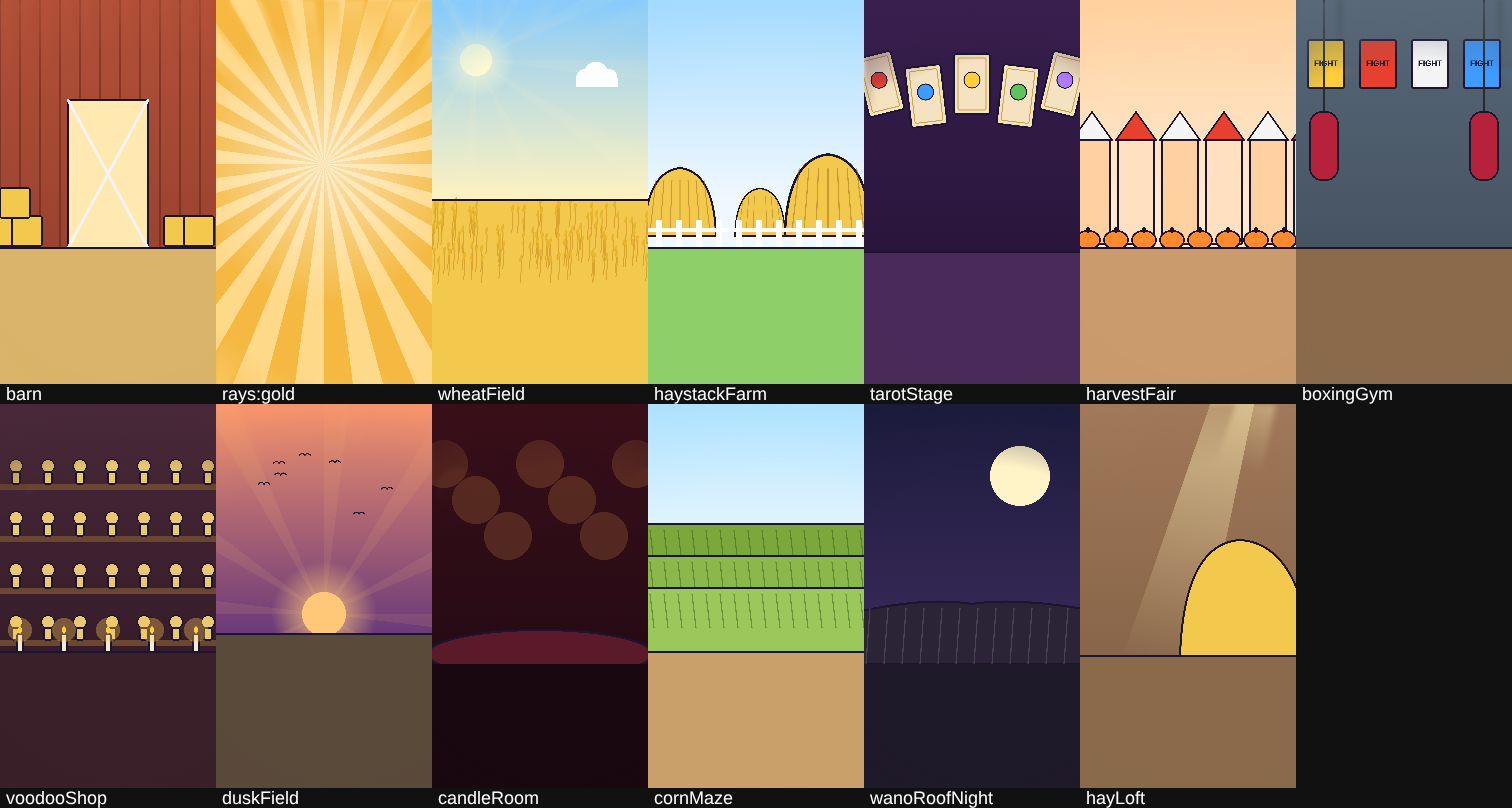 FIGHT FIGHT FIGHT FIGHT
barn rays:gold wheatField haystackFarm tarotStage harvestFair boxingGym
voodooShop duskField candleRoom cornMaze wanoRoofNight hayLoft